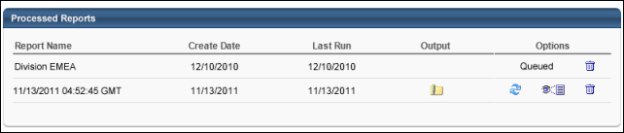 Processed Reports
Report Name Create Date Last Run Output Options
Division EMEA 12/10/2010 12/10/2010 Queued
11/13/2011 04:52:45 GMT 11/13/2011 11/13/2011